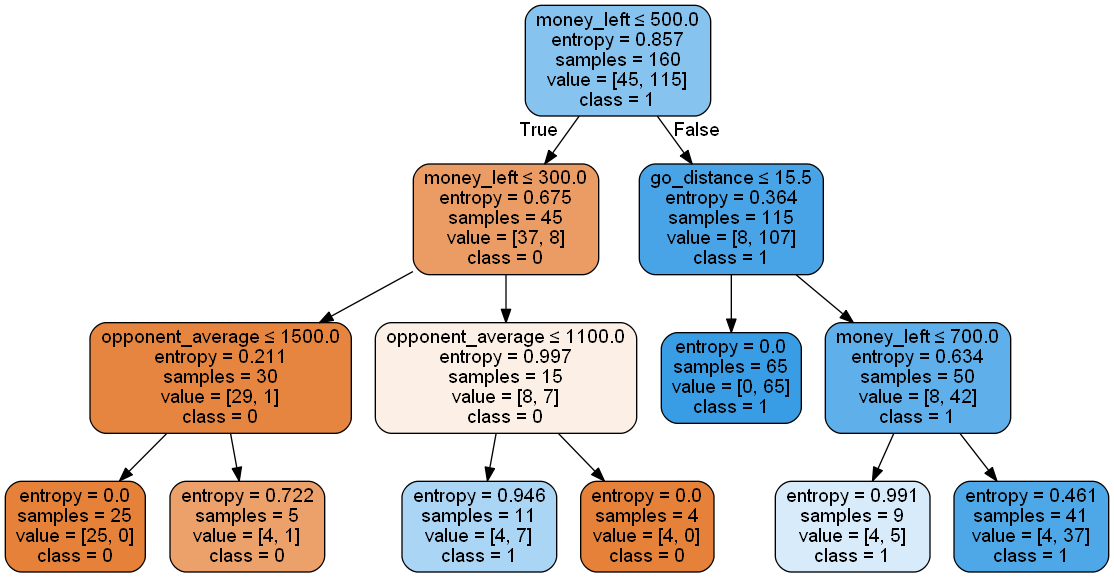 money_left ≤ 500.0
entropy = 0.857
samples = 160
value = [45, 115]
class = 1
True
False
money_left ≤ 300.0
entropy = 0.675
samples = 45
value = [37, 8]
class = 0
go_distance ≤ 15.5
entropy = 0.364
samples = 115
value = [8, 107]
class = 1
opponent_average ≤ 1500.0
entropy = 0.211
samples = 30
value = [29, 1]
class = 0
opponent_average ≤ 1100.0
entropy = 0.997
samples = 15
value = [8, 7]
class = 0
entropy = 0.0
samples = 65
value = [0, 65]
class = 1
money_left ≤ 700.0
entropy = 0.634
samples = 50
value = [8, 42]
class = 1
entropy = 0.0
samples = 25
value = [25, 0]
class = 0
entropy = 0.722
samples = 5
value = [4, 1]
class = 0
entropy = 0.946
samples = 11
value = [4, 7]
class = 1
entropy = 0.0
samples = 4
value = [4, 0]
class = 0
entropy = 0.991
samples = 9
value = [4, 5]
class = 1
entropy = 0.461
samples = 41
value = [4, 37]
class = 1